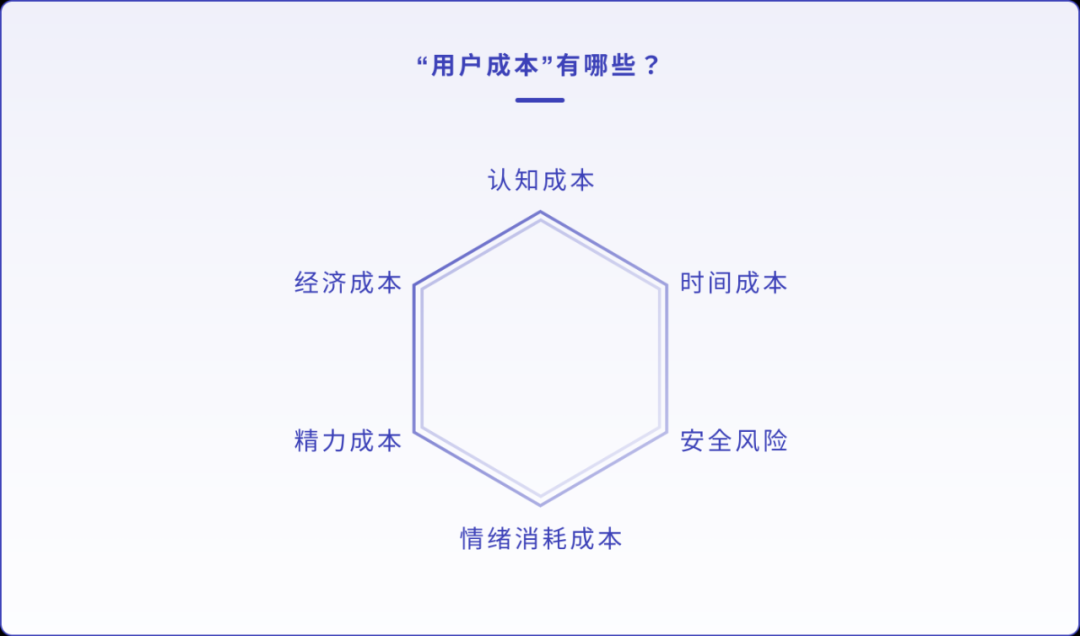 “用户成本”有哪些？
认知成本
经济成本
时间成本
精力成本
安全风险
情绪消耗成本